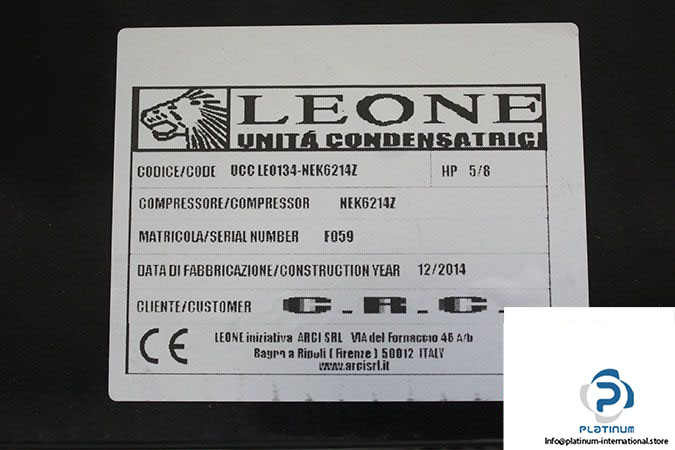 LEONE
UNITÁ CONDENSATRICI
CODICE/CODE UCC LEO134-NEK6214Z HP 5/8
COMPRESSORE/COMPRESSOR NEK6214Z
MATRICOLA/SERIAL NUMBER F059
DATA DI FABBRICAZIONE/CONSTRUCTION YEAR 12/2014
CLIENTE/CUSTOMER C.R.C.
CE LEONE iniziativa ARCI SRL VIA del Fornaccio 46 a/b
Bagno a Ripoli ( Firenze ) 50012 ITALY
www.arcisrl.it
PLATINUM
Info@platinum-international.store